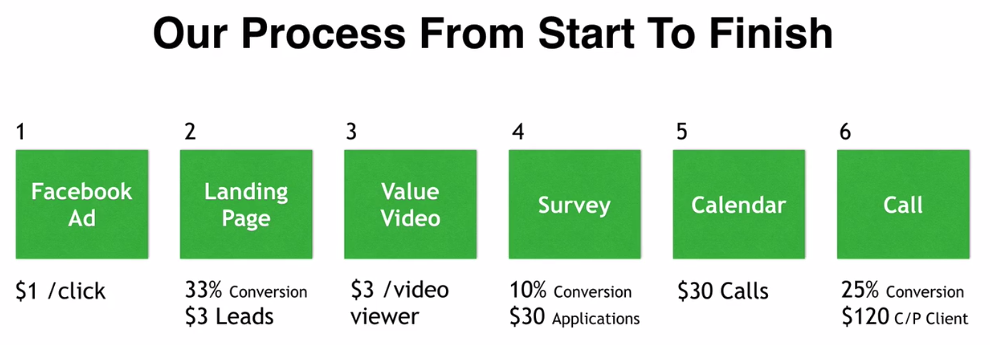 Our Process From Start To Finish
1
Facebook
Ad
$1 /click
2
Landing
Page
33% Conversion
$3 Leads
3
Value
Video
$3 /video
viewer
4
Survey
10% Conversion
$30 Applications
5
Calendar
$30 Calls
6
Call
25% Conversion
$120 C/P Client